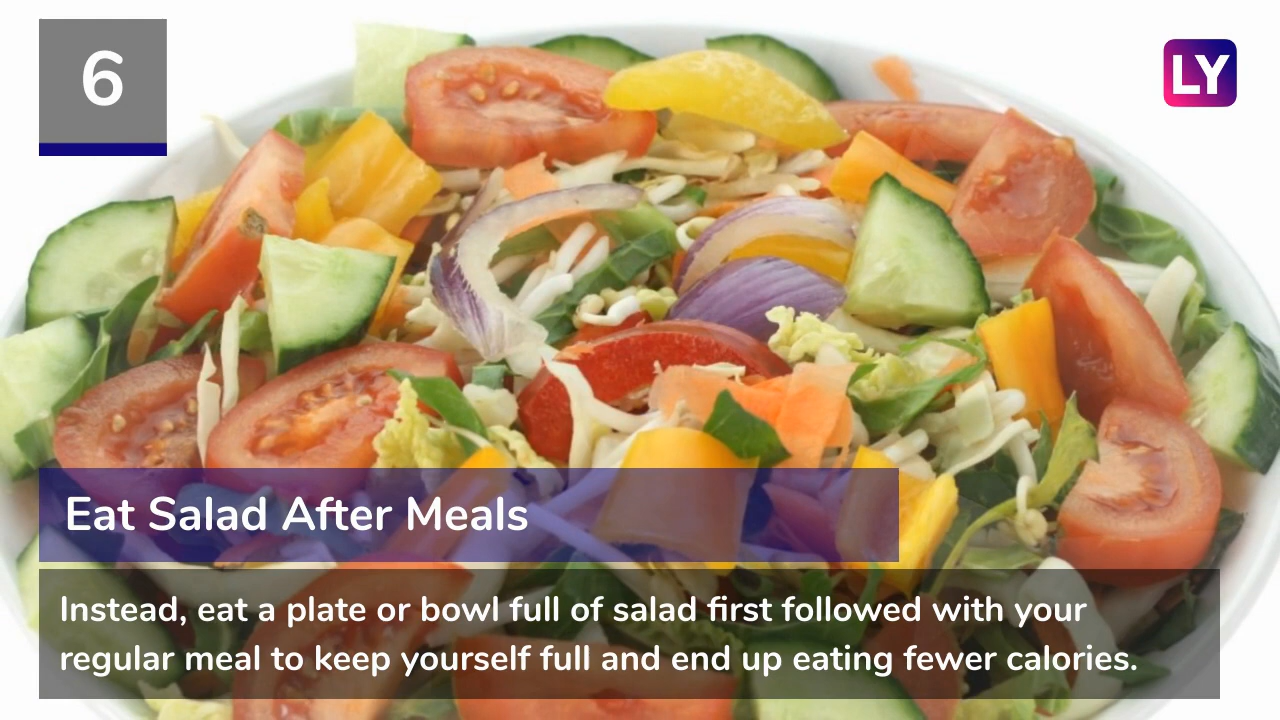 6
LY
Eat Salad After Meals
Instead, eat a plate or bowl full of salad first followed with your
regular meal to keep yourself full and end up eating fewer calories.